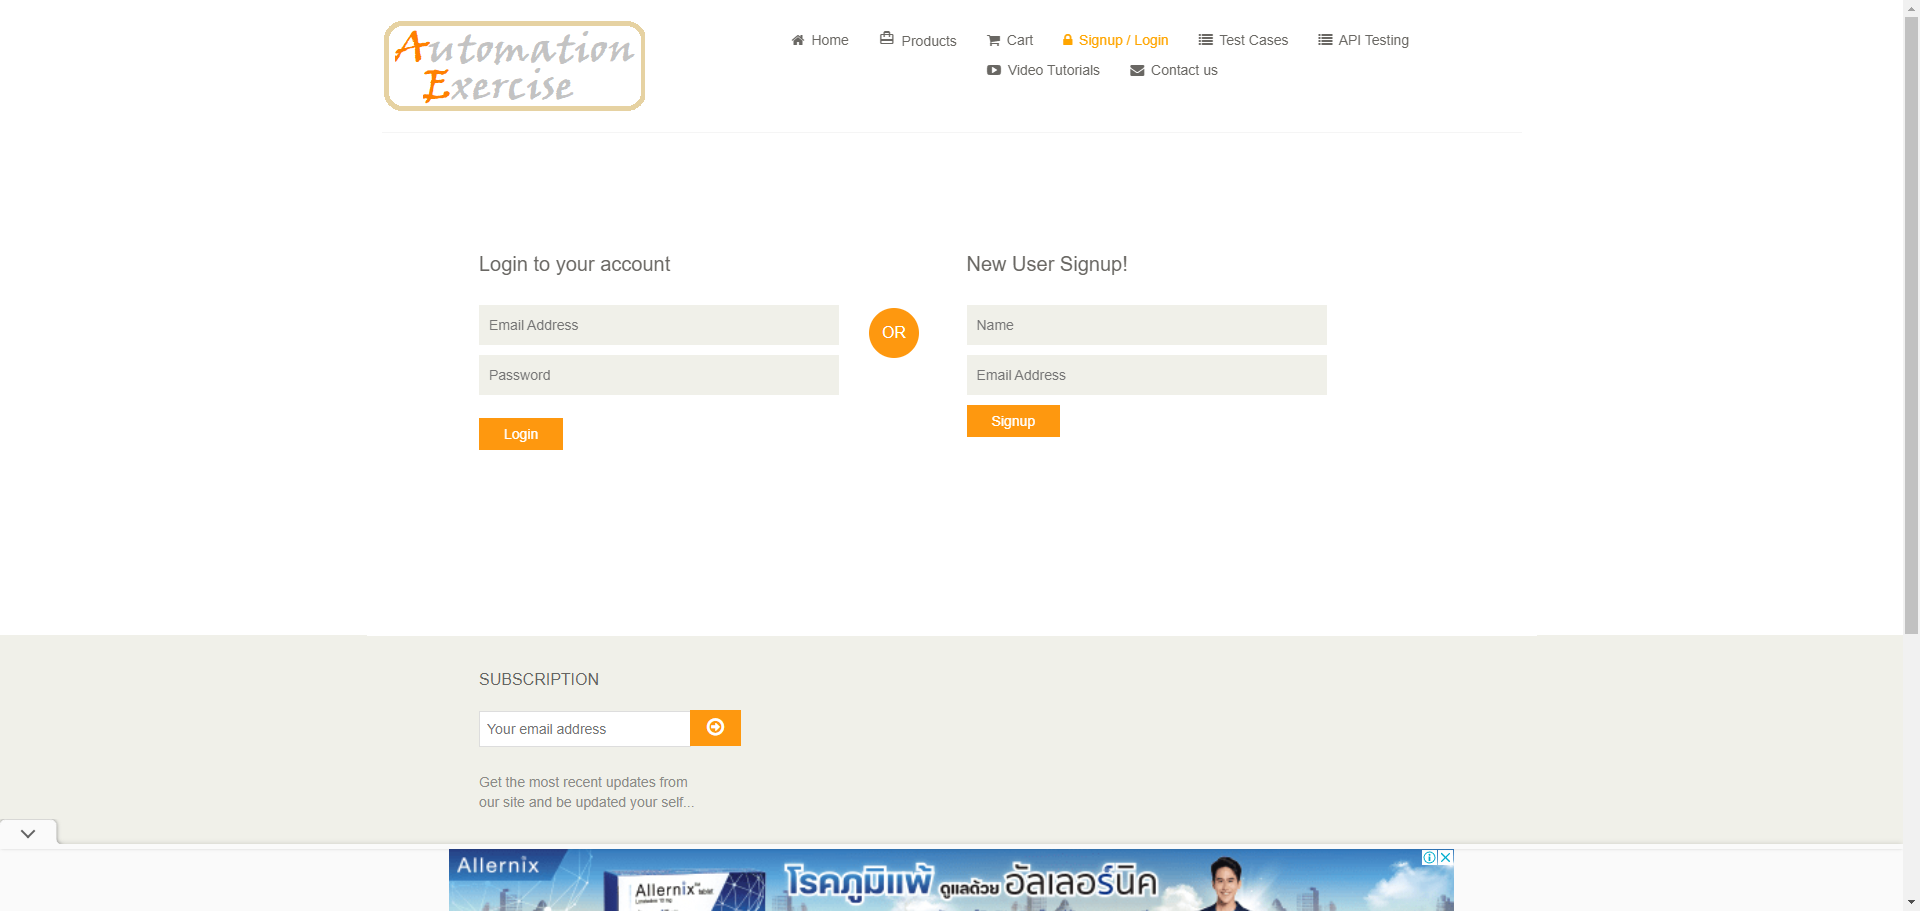 Automation
Exercise
Home
Products
Cart
Signup / Login
Test Cases
API Testing
Video Tutorials
Contact us
Login to your account
Email Address
Password
Login
OR
New User Signup!
Name
Email Address
Signup
SUBSCRIPTION
Your email address
Get the most recent updates from
our site and be updated your self...
Allernix
Allernix
โรคภูมิแพ้ ดูแลด้วย อัลเลอร์นิค